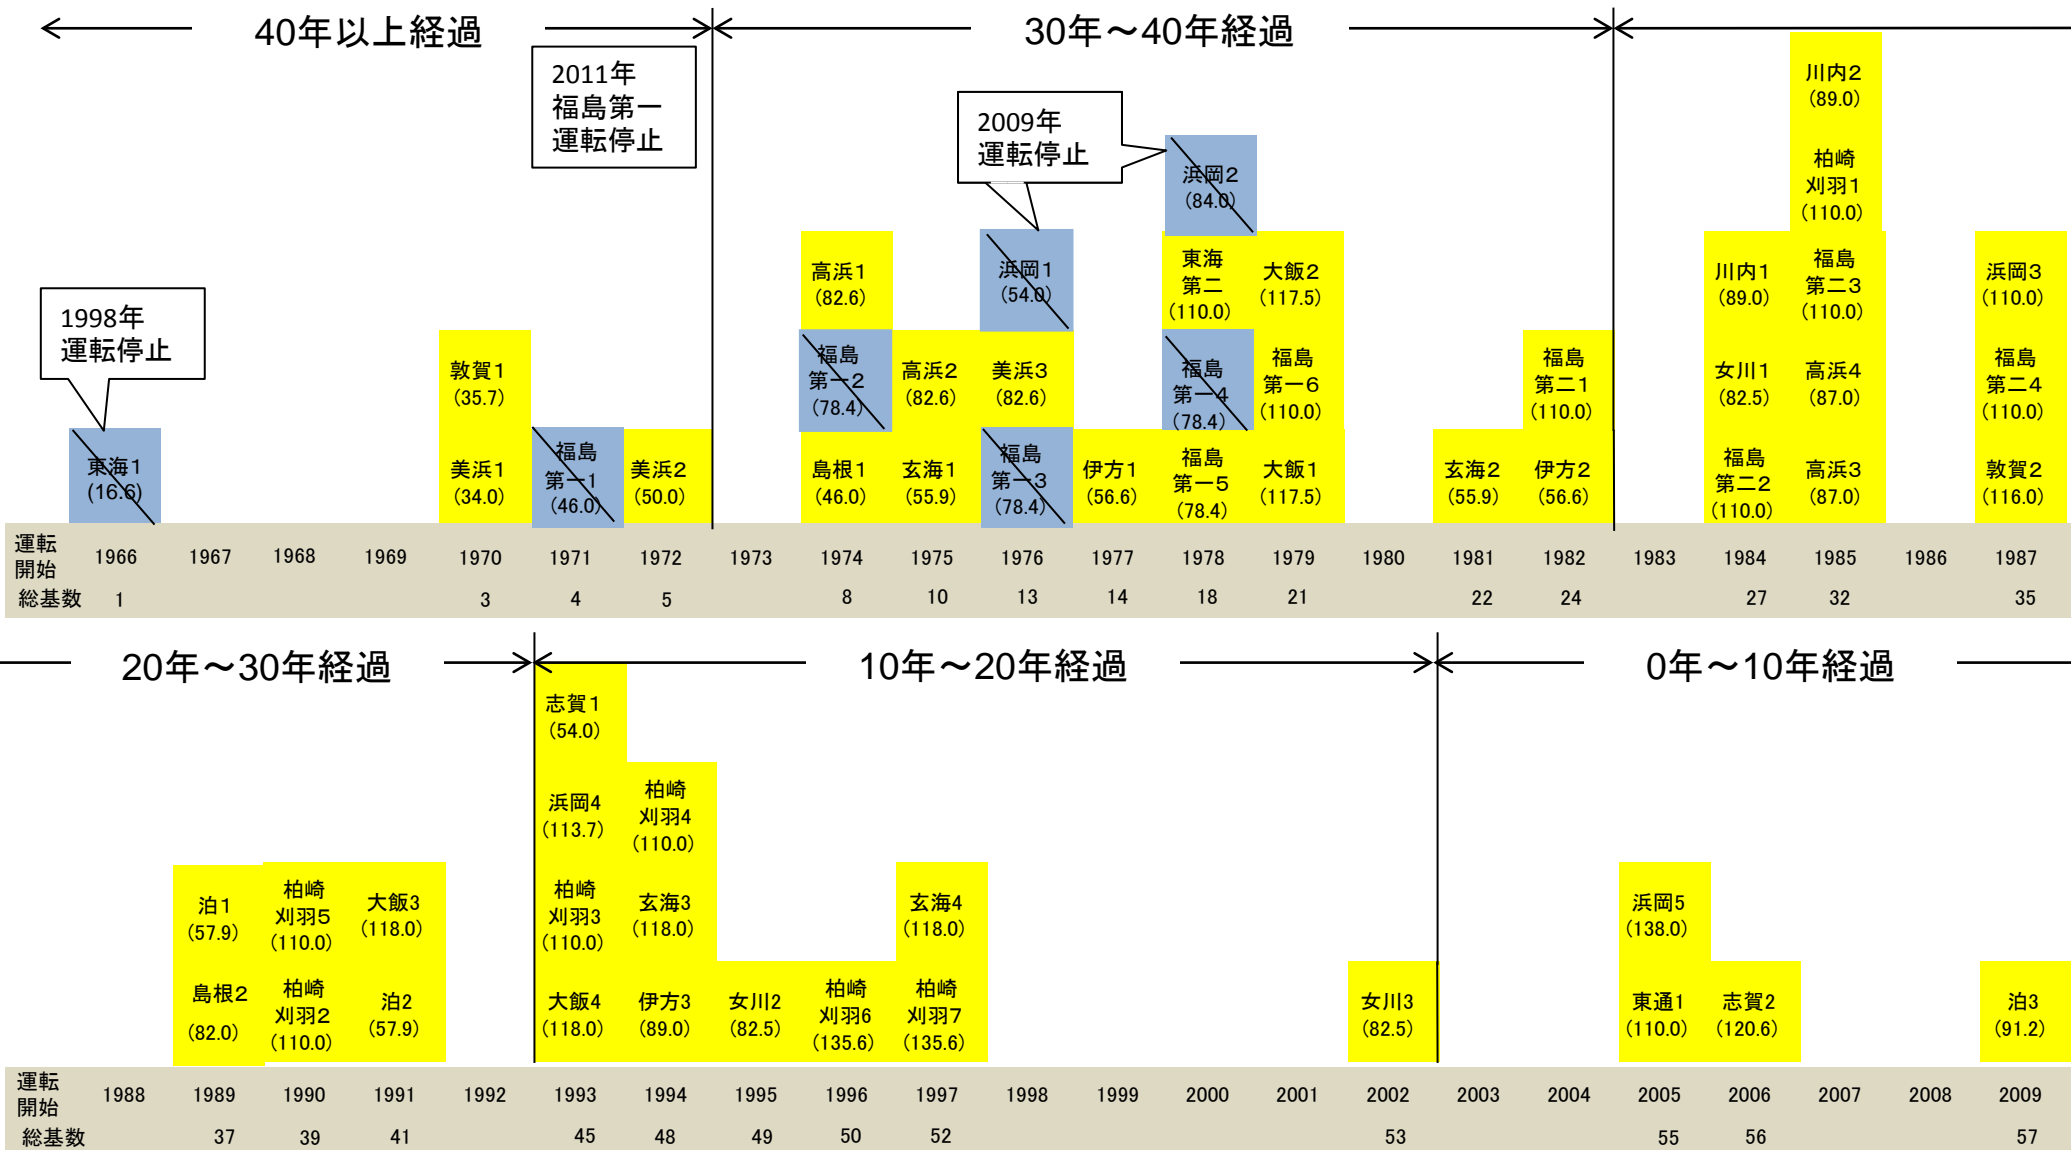 40年以上経過
30年～40年経過
2011年
福島第一
運転停止
2009年
運転停止
1998年
運転停止
東海1
(16.6)
敦賀1
(35.7)
美浜1
(34.0)
福島
第一1
(46.0)
美浜2
(50.0)
高浜1
(82.6)
福島
第一2
(78.4)
島根1
(46.0)
高浜2
(82.6)
玄海1
(55.9)
浜岡1
(54.0)
美浜3
(82.6)
福島
第一3
(78.4)
伊方1
(56.6)
浜岡2
(84.0)
東海
第二
(110.0)
福島
第一4
(78.4)
福島
第一5
(78.4)
大飯2
(117.5)
福島
第一6
(110.0)
大飯1
(117.5)
玄海2
(55.9)
福島
第二1
(110.0)
伊方2
(56.6)
川内1
(89.0)
女川1
(82.5)
福島
第二2
(110.0)
川内2
(89.0)
柏崎
刈羽1
(110.0)
福島
第二3
(110.0)
高浜4
(87.0)
高浜3
(87.0)
浜岡3
(110.0)
福島
第二4
(110.0)
敦賀2
(116.0)
運転
開始
1966 1967 1968 1969 1970 1971 1972 1973 1974 1975 1976 1977 1978 1979 1980 1981 1982 1983 1984 1985 1986 1987
総基数 1 3 4 5 8 10 13 14 18 21 22 24 27 32 35
20年～30年経過
10年～20年経過
0年～10年経過
泊1
(57.9)
島根2
(82.0)
柏崎
刈羽5
(110.0)
柏崎
刈羽2
(110.0)
大飯3
(118.0)
泊2
(57.9)
志賀1
(54.0)
浜岡4
(113.7)
柏崎
刈羽3
(110.0)
大飯4
(118.0)
柏崎
刈羽4
(110.0)
玄海3
(118.0)
伊方3
(89.0)
女川2
(82.5)
柏崎
刈羽6
(135.6)
玄海4
(118.0)
柏崎
刈羽7
(135.6)
女川3
(82.5)
浜岡5
(138.0)
東通1
(110.0)
志賀2
(120.6)
泊3
(91.2)
運転
開始
1988 1989 1990 1991 1992 1993 1994 1995 1996 1997 1998 1999 2000 2001 2002 2003 2004 2005 2006 2007 2008 2009
総基数 37 39 41 45 48 49 50 52 53 55 56 57